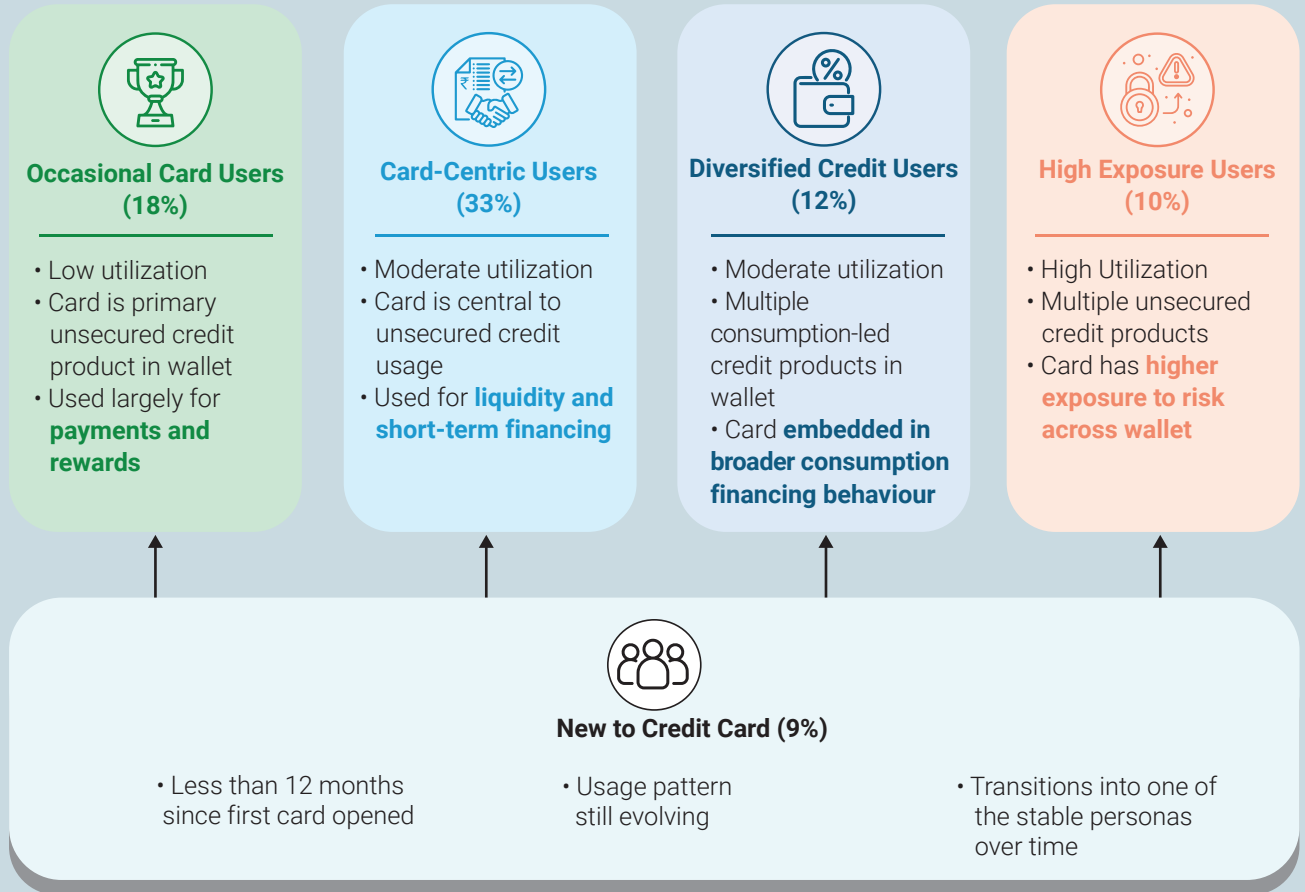 Occasional Card Users
(18%)
• Low utilization
• Card is primary
unsecured credit
product in wallet
• Used largely for
payments and
rewards
Card-Centric Users
(33%)
• Moderate utilization
• Card is central to
unsecured credit
usage
• Used for liquidity and
short-term financing
Diversified Credit Users
(12%)
• Moderate utilization
• Multiple
consumption-led
credit products in
wallet
• Card embedded in
broader consumption
financing behaviour
High Exposure Users
(10%)
• High Utilization
• Multiple unsecured
credit products
• Card has higher
exposure to risk
across wallet
New to Credit Card (9%)
• Less than 12 months
since first card opened
• Usage pattern
still evolving
• Transitions into one of
the stable personas
over time